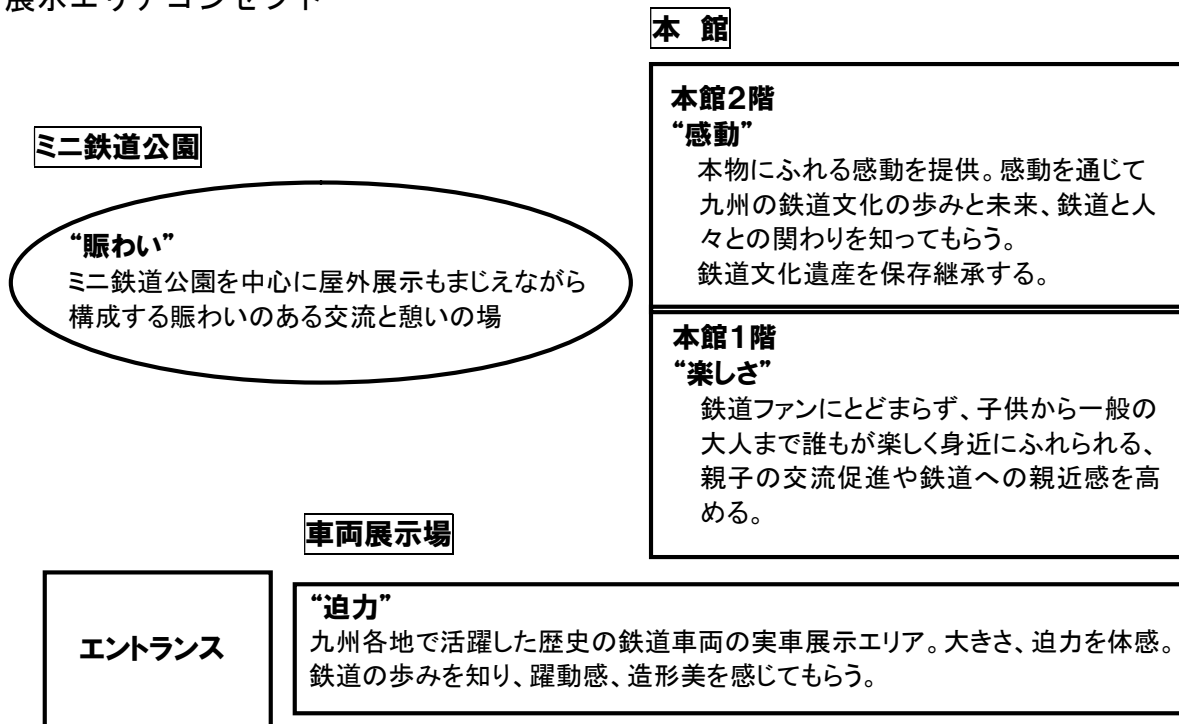 展示エリアコンセプト
本 館
本館2階
“感動”
本物にふれる感動を提供。感動を通じて
九州の鉄道文化の歩みと未来、鉄道と人
々との関わりを知ってもらう。
鉄道文化遺産を保存継承する。
ミニ鉄道公園
“賑わい”
ミニ鉄道公園を中心に屋外展示もまじえながら
構成する賑わいのある交流と憩いの場
本館1階
“楽しさ”
鉄道ファンにとどまらず、子供から一般の
大人まで誰もが楽しく身近にふれられる、
親子の交流促進や鉄道への親近感を高
める。
車両展示場
エントランス
“迫力”
九州各地で活躍した歴史の鉄道車両の実車展示エリア。大きさ、迫力を体感。
鉄道の歩みを知り、躍動感、造形美を感じてもらう。